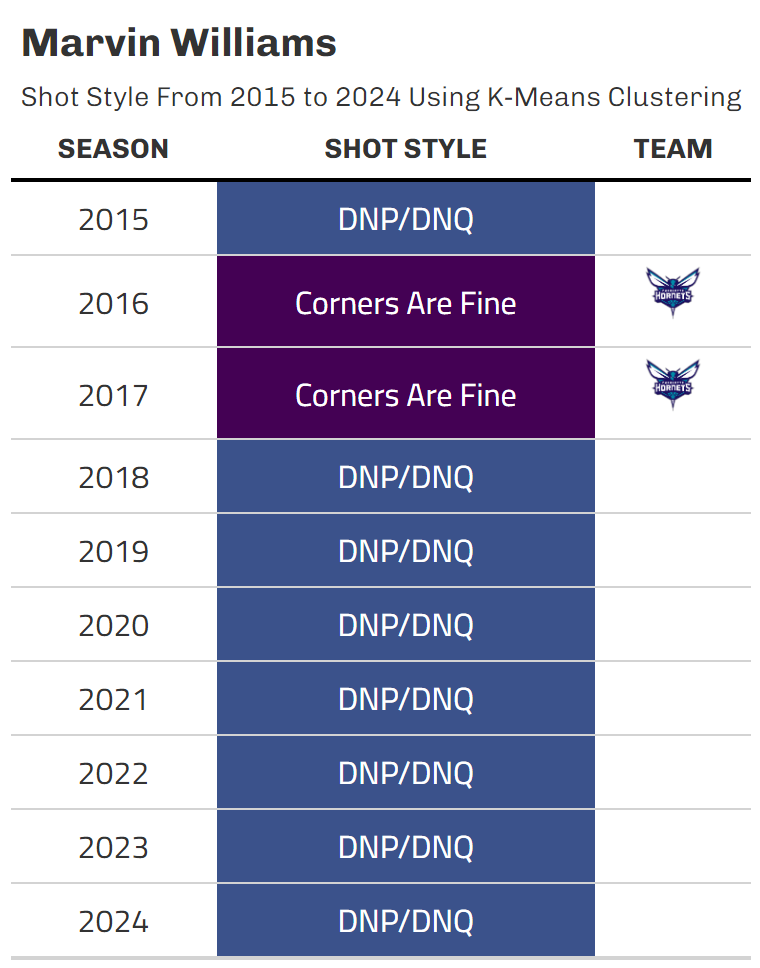 Marvin Williams
Shot Style From 2015 to 2024 Using K-Means Clustering
SEASON SHOT STYLE TEAM
2015 DNP/DNQ
2016 Corners Are Fine HORNETS
2017 Corners Are Fine HORNETS
2018 DNP/DNQ
2019 DNP/DNQ
2020 DNP/DNQ
2021 DNP/DNQ
2022 DNP/DNQ
2023 DNP/DNQ
2024 DNP/DNQ